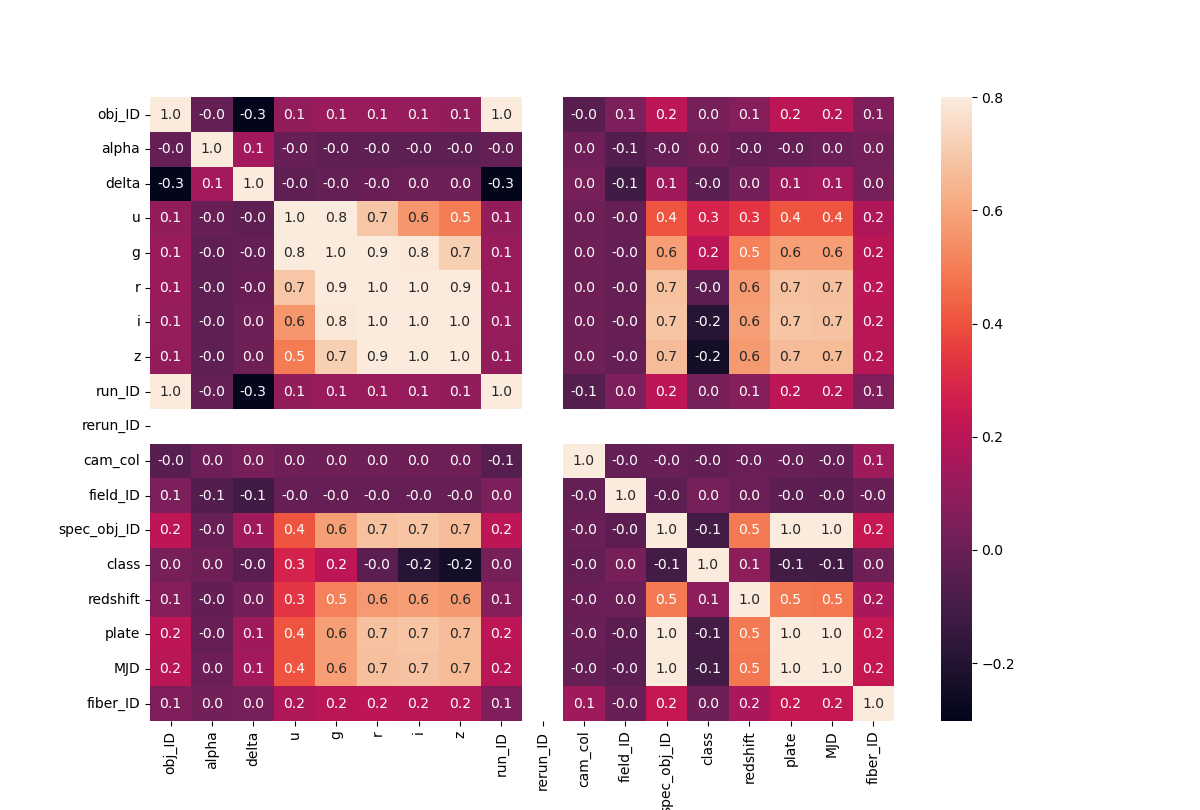 obj_ID 1.0 -0.0 -0.3 0.1 0.1 0.1 0.1 0.1 1.0 -0.0 0.1 0.2 0.0 0.1 0.2 0.2 0.1
alpha -0.0 1.0 0.1 -0.0 -0.0 -0.0 -0.0 -0.0 -0.0 0.0 -0.1 -0.0 0.0 -0.0 -0.0 0.0 0.0
delta -0.3 0.1 1.0 -0.0 -0.0 -0.0 0.0 0.0 -0.3 0.0 -0.1 0.1 -0.0 0.0 0.1 0.1 0.0
u 0.1 -0.0 -0.0 1.0 0.8 0.7 0.6 0.5 0.1 0.0 -0.0 0.4 0.3 0.3 0.4 0.4 0.2
g 0.1 -0.0 -0.0 0.8 1.0 0.9 0.8 0.7 0.1 0.0 -0.0 0.6 0.2 0.5 0.6 0.6 0.2
r 0.1 -0.0 -0.0 0.7 0.9 1.0 1.0 0.9 0.1 0.0 -0.0 0.7 -0.0 0.6 0.7 0.7 0.2
i 0.1 -0.0 0.0 0.6 0.8 1.0 1.0 1.0 0.1 0.0 -0.0 0.7 -0.2 0.6 0.7 0.7 0.2
z 0.1 -0.0 0.0 0.5 0.7 0.9 1.0 1.0 0.1 0.0 -0.0 0.7 -0.2 0.6 0.7 0.7 0.2
run_ID 1.0 -0.0 -0.3 0.1 0.1 0.1 0.1 0.1 1.0 -0.1 0.0 0.2 0.0 0.1 0.2 0.2 0.1
rerun_ID
cam_col -0.0 0.0 0.0 0.0 0.0 0.0 0.0 0.0 -0.1 1.0 -0.0 -0.0 -0.0 -0.0 -0.0 -0.0 0.1
field_ID 0.1 -0.1 -0.1 -0.0 -0.0 -0.0 -0.0 -0.0 0.0 -0.0 1.0 -0.0 0.0 0.0 -0.0 -0.0 -0.0
spec_obj_ID 0.2 -0.0 0.1 0.4 0.6 0.7 0.7 0.7 0.2 -0.0 -0.0 1.0 -0.1 0.5 1.0 1.0 0.2
class 0.0 0.0 -0.0 0.3 0.2 -0.0 -0.2 -0.2 0.0 -0.0 0.0 -0.1 1.0 0.1 -0.1 -0.1 0.0
redshift 0.1 -0.0 0.0 0.3 0.5 0.6 0.6 0.6 0.1 -0.0 0.0 0.5 0.1 1.0 0.5 0.5 0.2
plate 0.2 -0.0 0.1 0.4 0.6 0.7 0.7 0.7 0.2 -0.0 -0.0 1.0 -0.1 0.5 1.0 1.0 0.2
MJD 0.2 0.0 0.1 0.4 0.6 0.7 0.7 0.7 0.2 -0.0 -0.0 1.0 -0.1 0.5 1.0 1.0 0.2
fiber_ID 0.1 0.0 0.0 0.2 0.2 0.2 0.2 0.2 0.1 0.1 -0.0 0.2 0.0 0.2 0.2 0.2 1.0
obj_ID alpha delta u g r i z run_ID rerun_ID cam_col field_ID spec_obj_ID class redshift plate MJD fiber_ID
0.8
0.6
0.4
0.2
0.0
−0.2